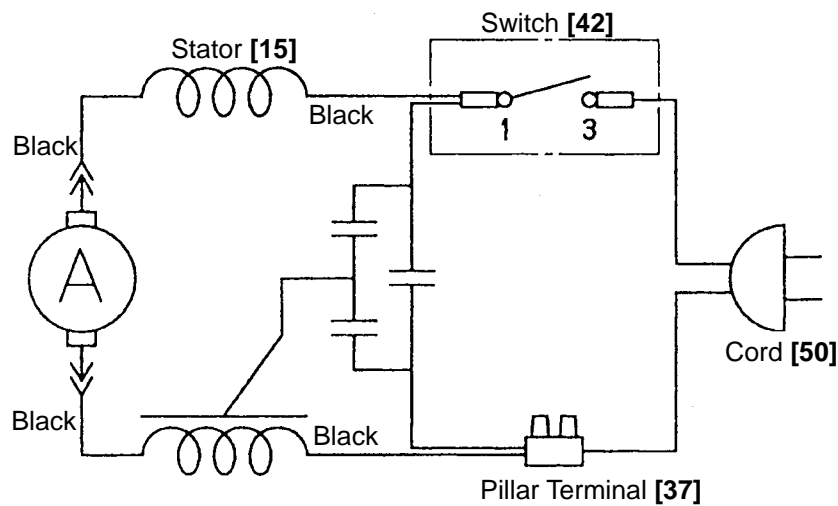 Switch [42]
Stator [15]
Black
1 3
Black
A
Cord [50]
Black
Black
Pillar Terminal [37]